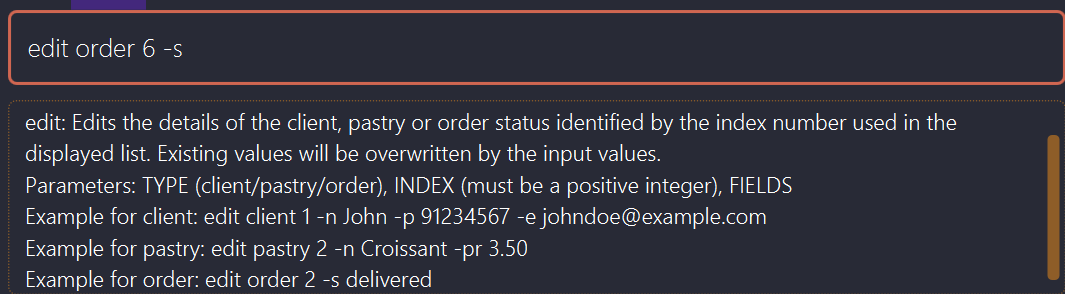 edit order 6 -s
edit: Edits the details of the client, pastry or order status identified by the index number used in the
displayed list. Existing values will be overwritten by the input values.
Parameters: TYPE (client/pastry/order), INDEX (must be a positive integer), FIELDS
Example for client: edit client 1 -n John -p 91234567 -e johndoe@example.com
Example for pastry: edit pastry 2 -n Croissant -pr 3.50
Example for order: edit order 2 -s delivered